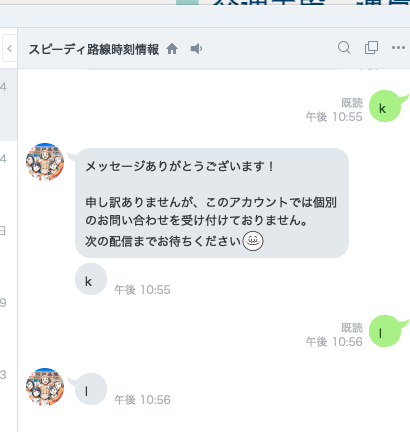 スピーディ路線時刻情報
4
既読
午後 10:55
k
4
メッセージありがとうございます！
申し訳ありませんが、このアカウントでは個別
のお問い合わせを受け付けておりません。
次の配信までお待ちください
日
k
午後 10:55
9
既読
午後 10:56
l
3
l
午後 10:56